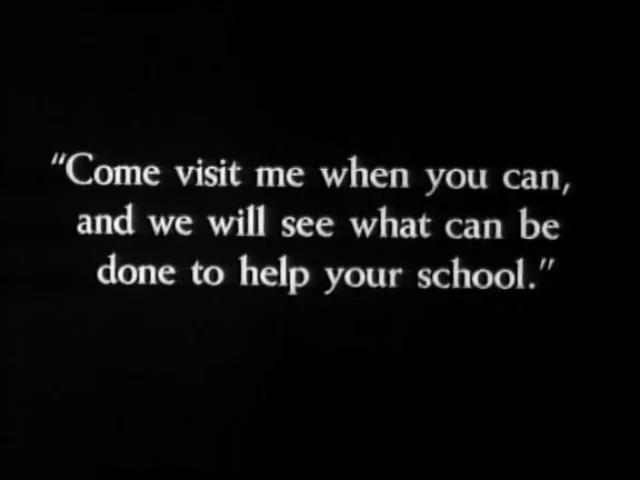 “Come visit me when you can,
and we will see what can be
done to help your school.”